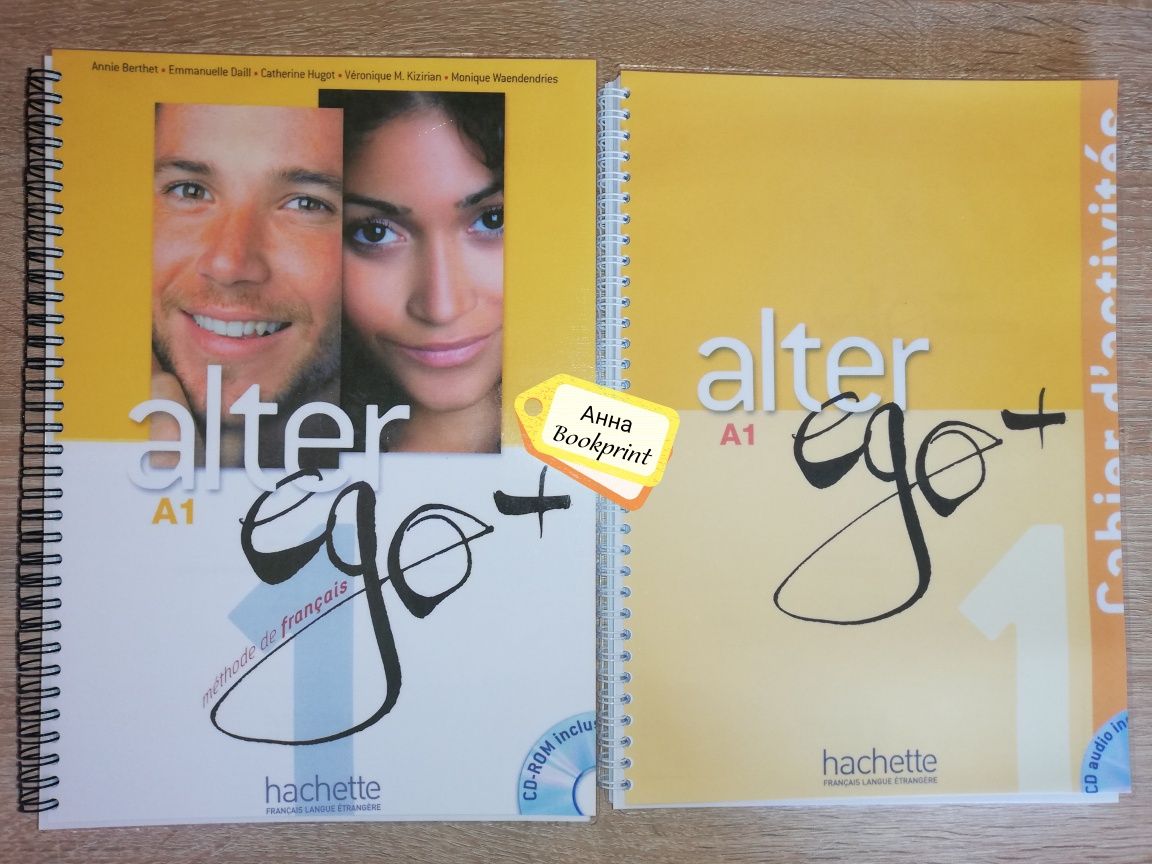 Annie Berthet • Emmanuelle Daill • Catherine Hugot • Véronique M. Kizirian • Monique Waendendries
alter
ego+
A1
1
méthode de français
hachette
FRANÇAIS LANGUE ÉTRANGÈRE
CD-ROM inclus
Анна
Bookprint
alter
ego+
A1
1
Cahier d'activités
hachette
FRANÇAIS LANGUE ÉTRANGÈRE
CD audio in